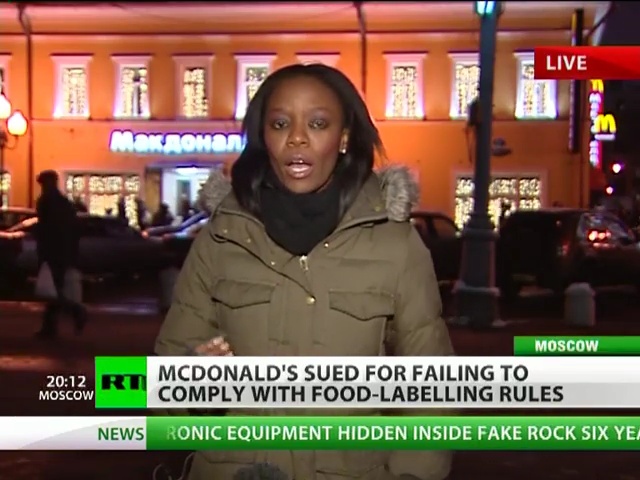 LIVE
Макдонал
MOSCOW
20:12
MOSCOW
RT
MCDONALD'S SUED FOR FAILING TO
COMPLY WITH FOOD-LABELLING RULES
NEWS
RONIC EQUIPMENT HIDDEN INSIDE FAKE ROCK SIX YEA